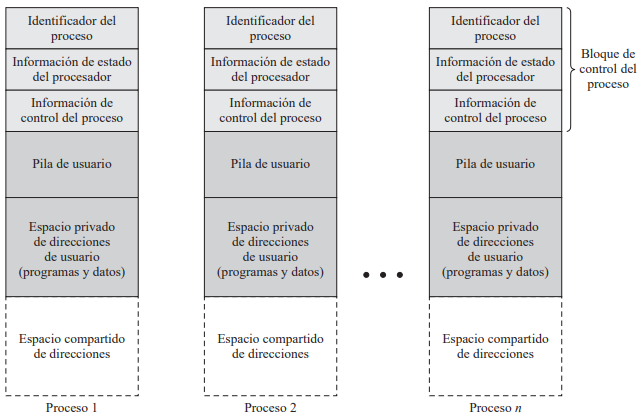 Identificador del
proceso
Información de estado
del procesador
Información de
control del proceso
Pila de usuario
Espacio privado
de direcciones
de usuario
(programas y datos)
Espacio compartido
de direcciones
Proceso 1
Identificador del
proceso
Información de estado
del procesador
Información de
control del proceso
Pila de usuario
Espacio privado
de direcciones
de usuario
(programas y datos)
Espacio compartido
de direcciones
Proceso 2
Identificador del
proceso
Información de estado
del procesador
Información de
control del proceso
Pila de usuario
Espacio privado
de direcciones
de usuario
(programas y datos)
Espacio compartido
de direcciones
Proceso n
Bloque de
control del
proceso